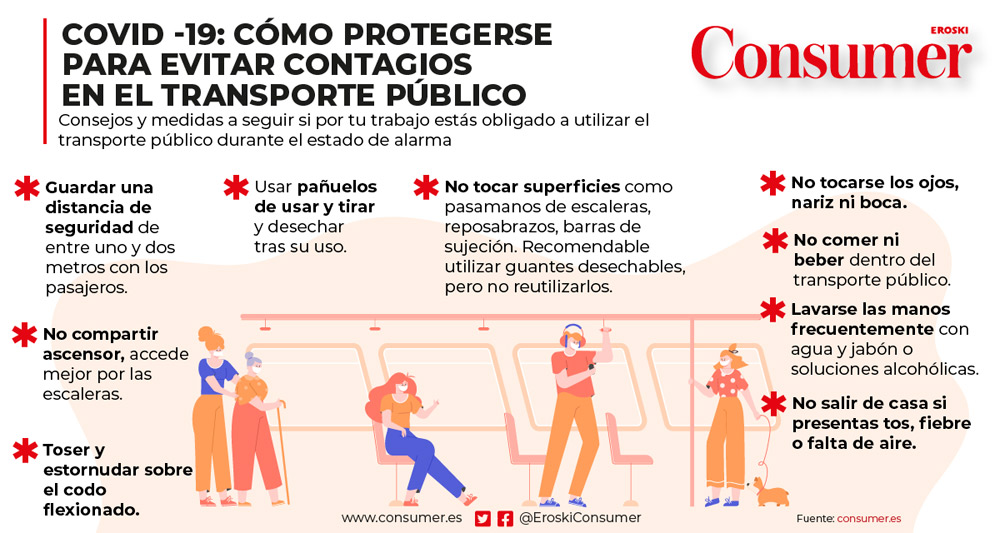 COVID -19: CÓMO PROTEGERSE
PARA EVITAR CONTAGIOS
EN EL TRANSPORTE PÚBLICO
Consejos y medidas a seguir si por tu trabajo estás obligado a utilizar el
transporte público durante el estado de alarma
EROSKI
Consumer
Guardar una
distancia de
seguridad de
entre uno y dos
metros con los
pasajeros.
No compartir
ascensor, accede
mejor por las
escaleras.
Toser y
estornudar sobre
el codo
flexionado.
Usar pañuelos
de usar y tirar
y desechar
tras su uso.
No tocar superficies como
pasamanos de escaleras,
reposabrazos, barras de
sujeción. Recomendable
utilizar guantes desechables,
pero no reutilizarlos.
No tocarse los ojos,
nariz ni boca.
No comer ni
beber dentro del
transporte público.
Lavarse las manos
frecuentemente con
agua y jabón o
soluciones alcohólicas.
No salir de casa si
presentas tos, fiebre
o falta de aire.
www.consumer.es @EroskiConsumer
Fuente: consumer.es